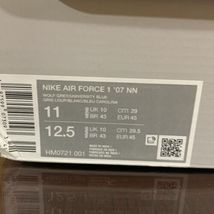 NIKE AIR FORCE 1 '07 NN
WOLF GREY/UNIVERSITY BLUE
GRIS LOUP/BLANC/BLEU CAROLINA
11
UK 10
BR 43
CM 29
EUR 45
12.5
UK 10
BR 43
CM 29.5
EUR 45
HM0721 001